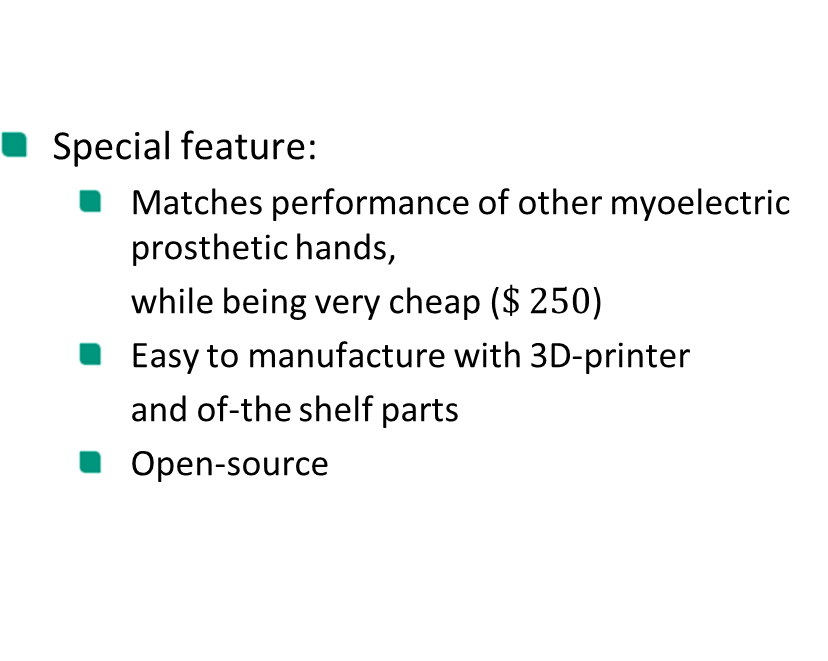 Special feature:
Matches performance of other myoelectric
prosthetic hands,
while being very cheap ($ 250)
Easy to manufacture with 3D-printer
and of-the shelf parts
Open-source